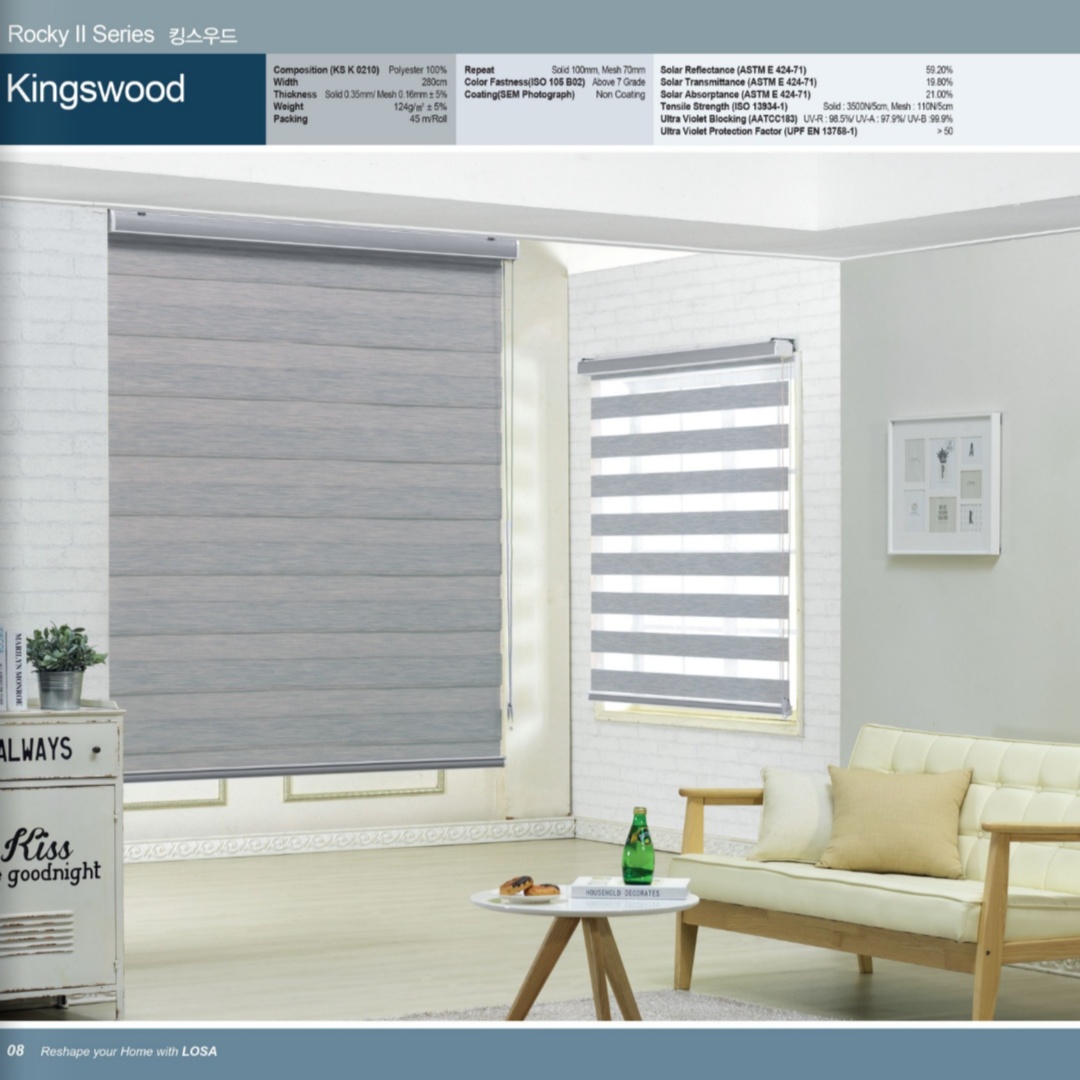 Rocky II Series 킹스우드
Kingswood
Composition (KS K 0210) Polyester 100%
Width 280cm
Thickness Solid 0.35mm/ Mesh 0.16mm ± 5%
Weight 124g/㎡ ± 5%
Packing 45 m/Roll
Repeat Solid 100mm, Mesh 70mm
Color Fastness(ISO 105 B02) Above 7 Grade
Coating(SEM Photograph) Non Coating
Solar Reflectance (ASTM E 424-71) 59.20%
Solar Transmittance (ASTM E 424-71) 19.80%
Solar Absorptance (ASTM E 424-71) 21.00%
Tensile Strength (ISO 13934-1) Solid : 3500N/5cm, Mesh : 110N/5cm
Ultra Violet Blocking (AATCC183) UV-R : 98.5%/ UV-A : 97.9%/ UV-B :99.9%
Ultra Violet Protection Factor (UPF EN 13758-1) > 50
A
MARILYN MONROE
ALWAYS
Kiss
goodnight
HOUSEHOLD DECORATES
08 Reshape your Home with LOSA